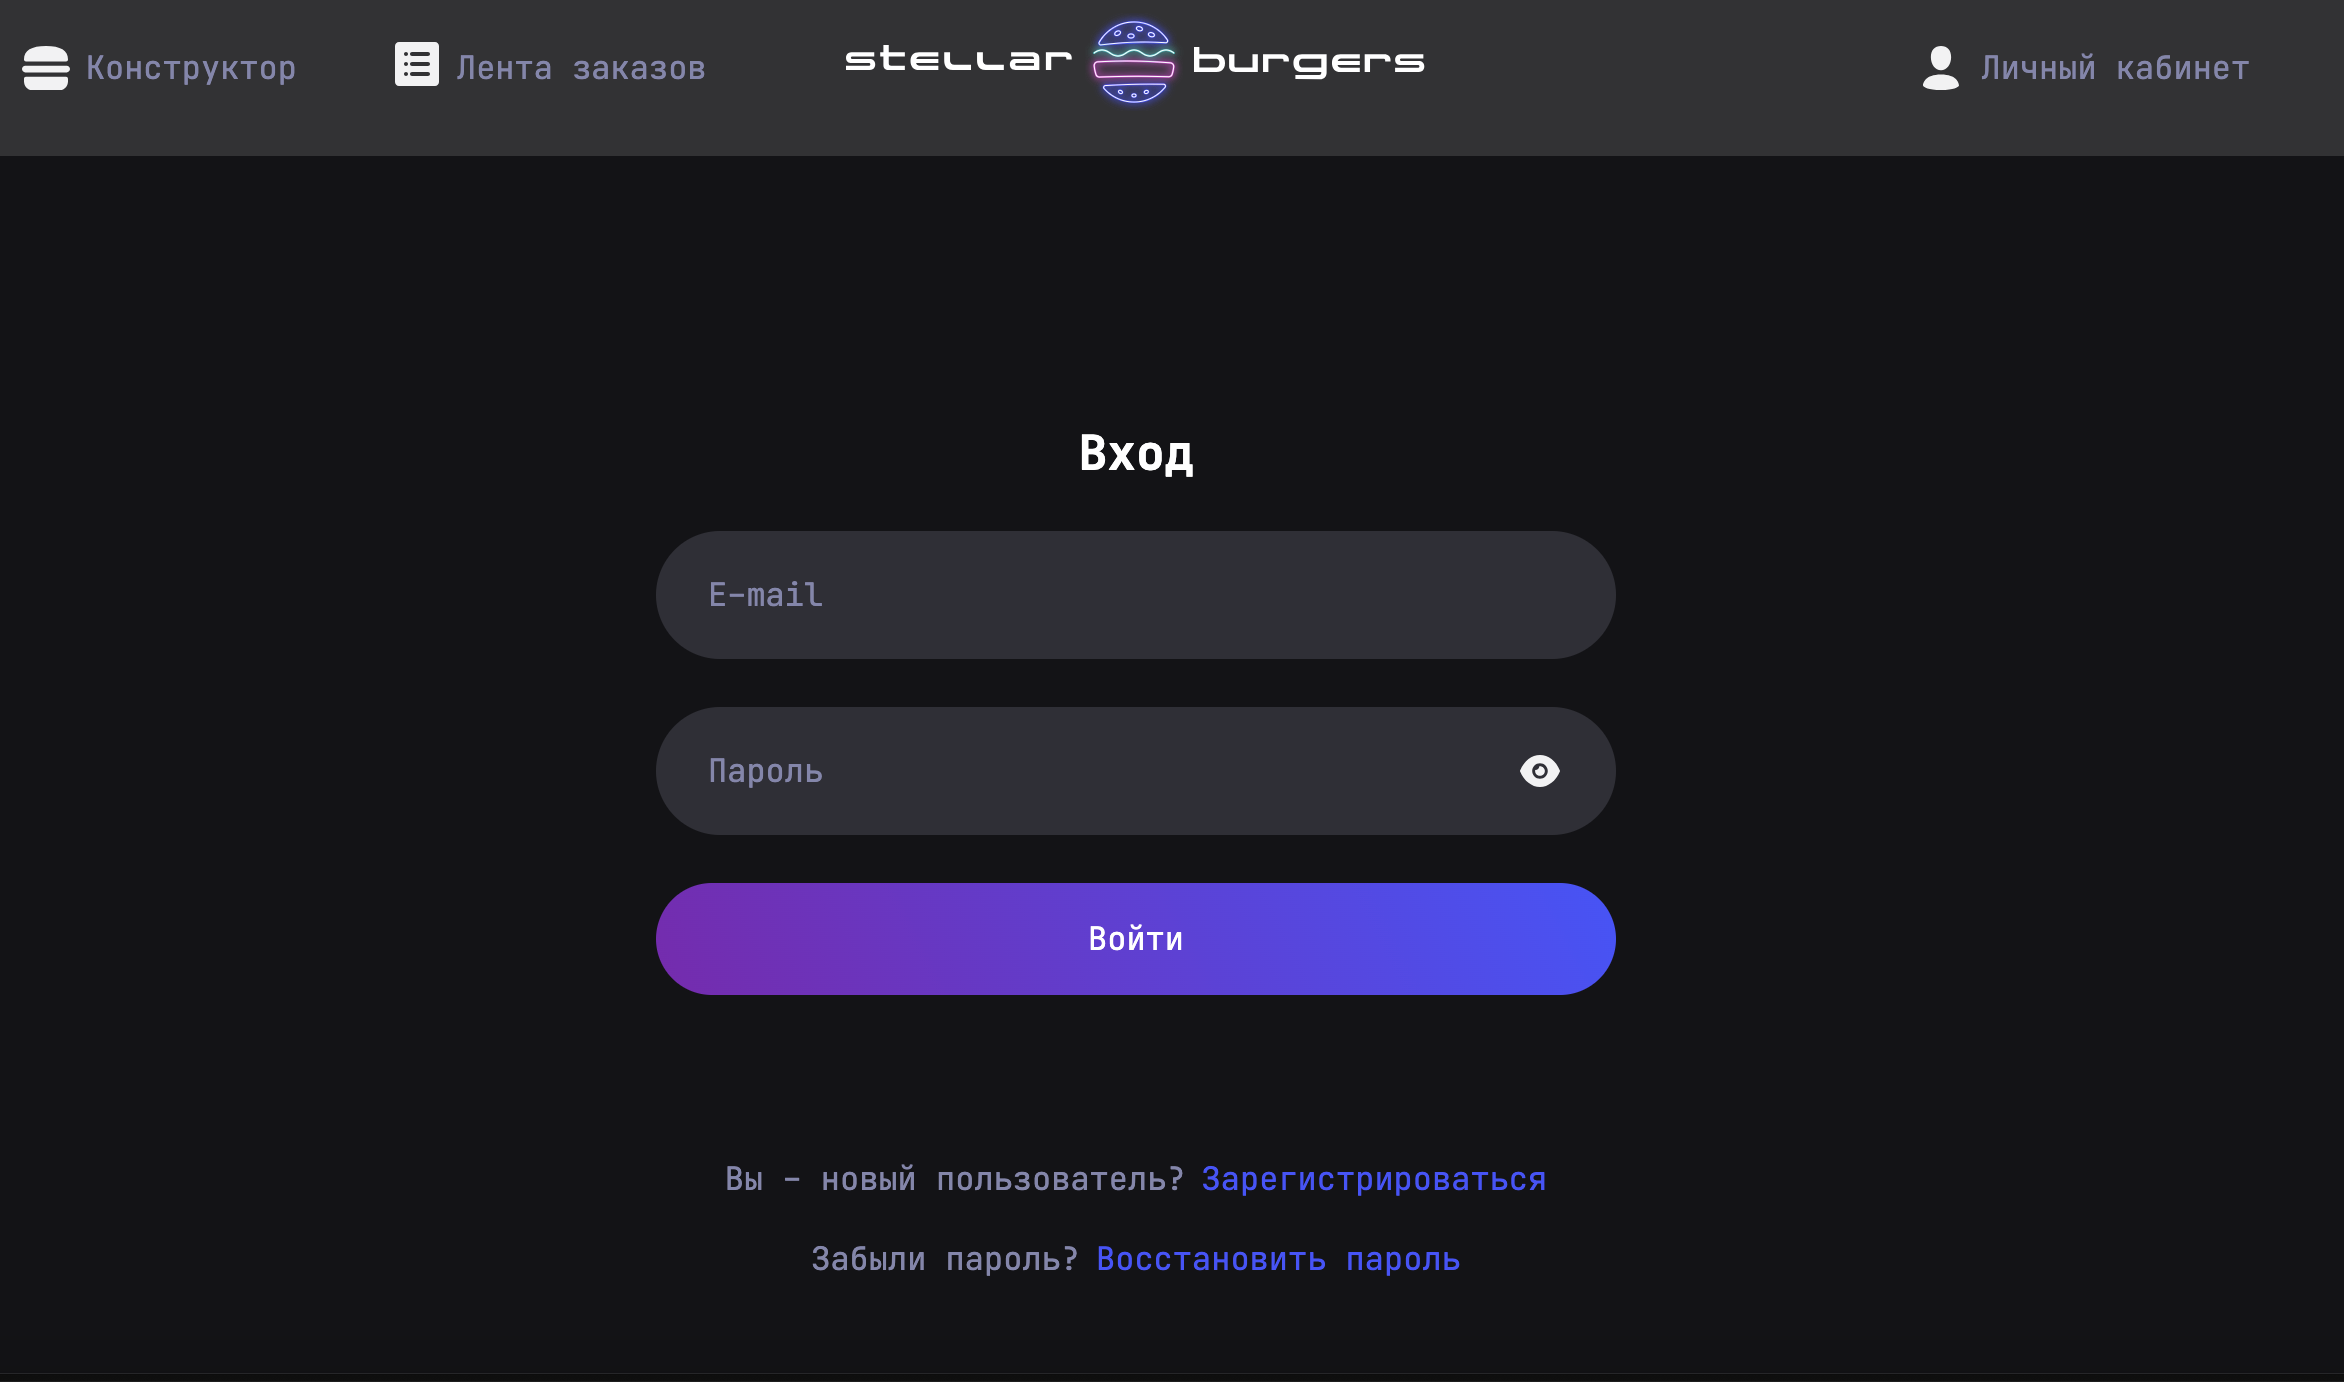 Конструктор
Лента заказов
stellar burgers
Личный кабинет
Вход
E-mail
Пароль
Войти
Вы – новый пользователь? Зарегистрироваться
Забыли пароль? Восстановить пароль